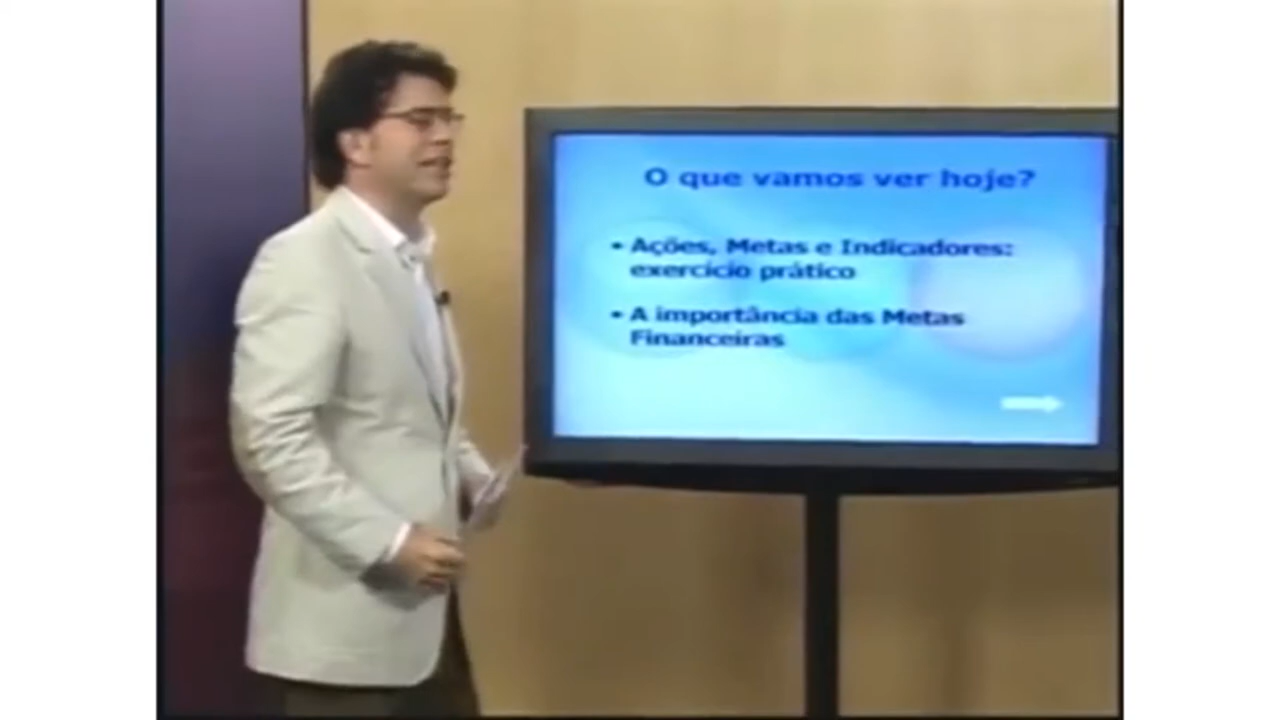 O que vamos ver hoje?
• Ações, Metas e Indicadores:
exercício prático
• A importância das Metas
Financeiras